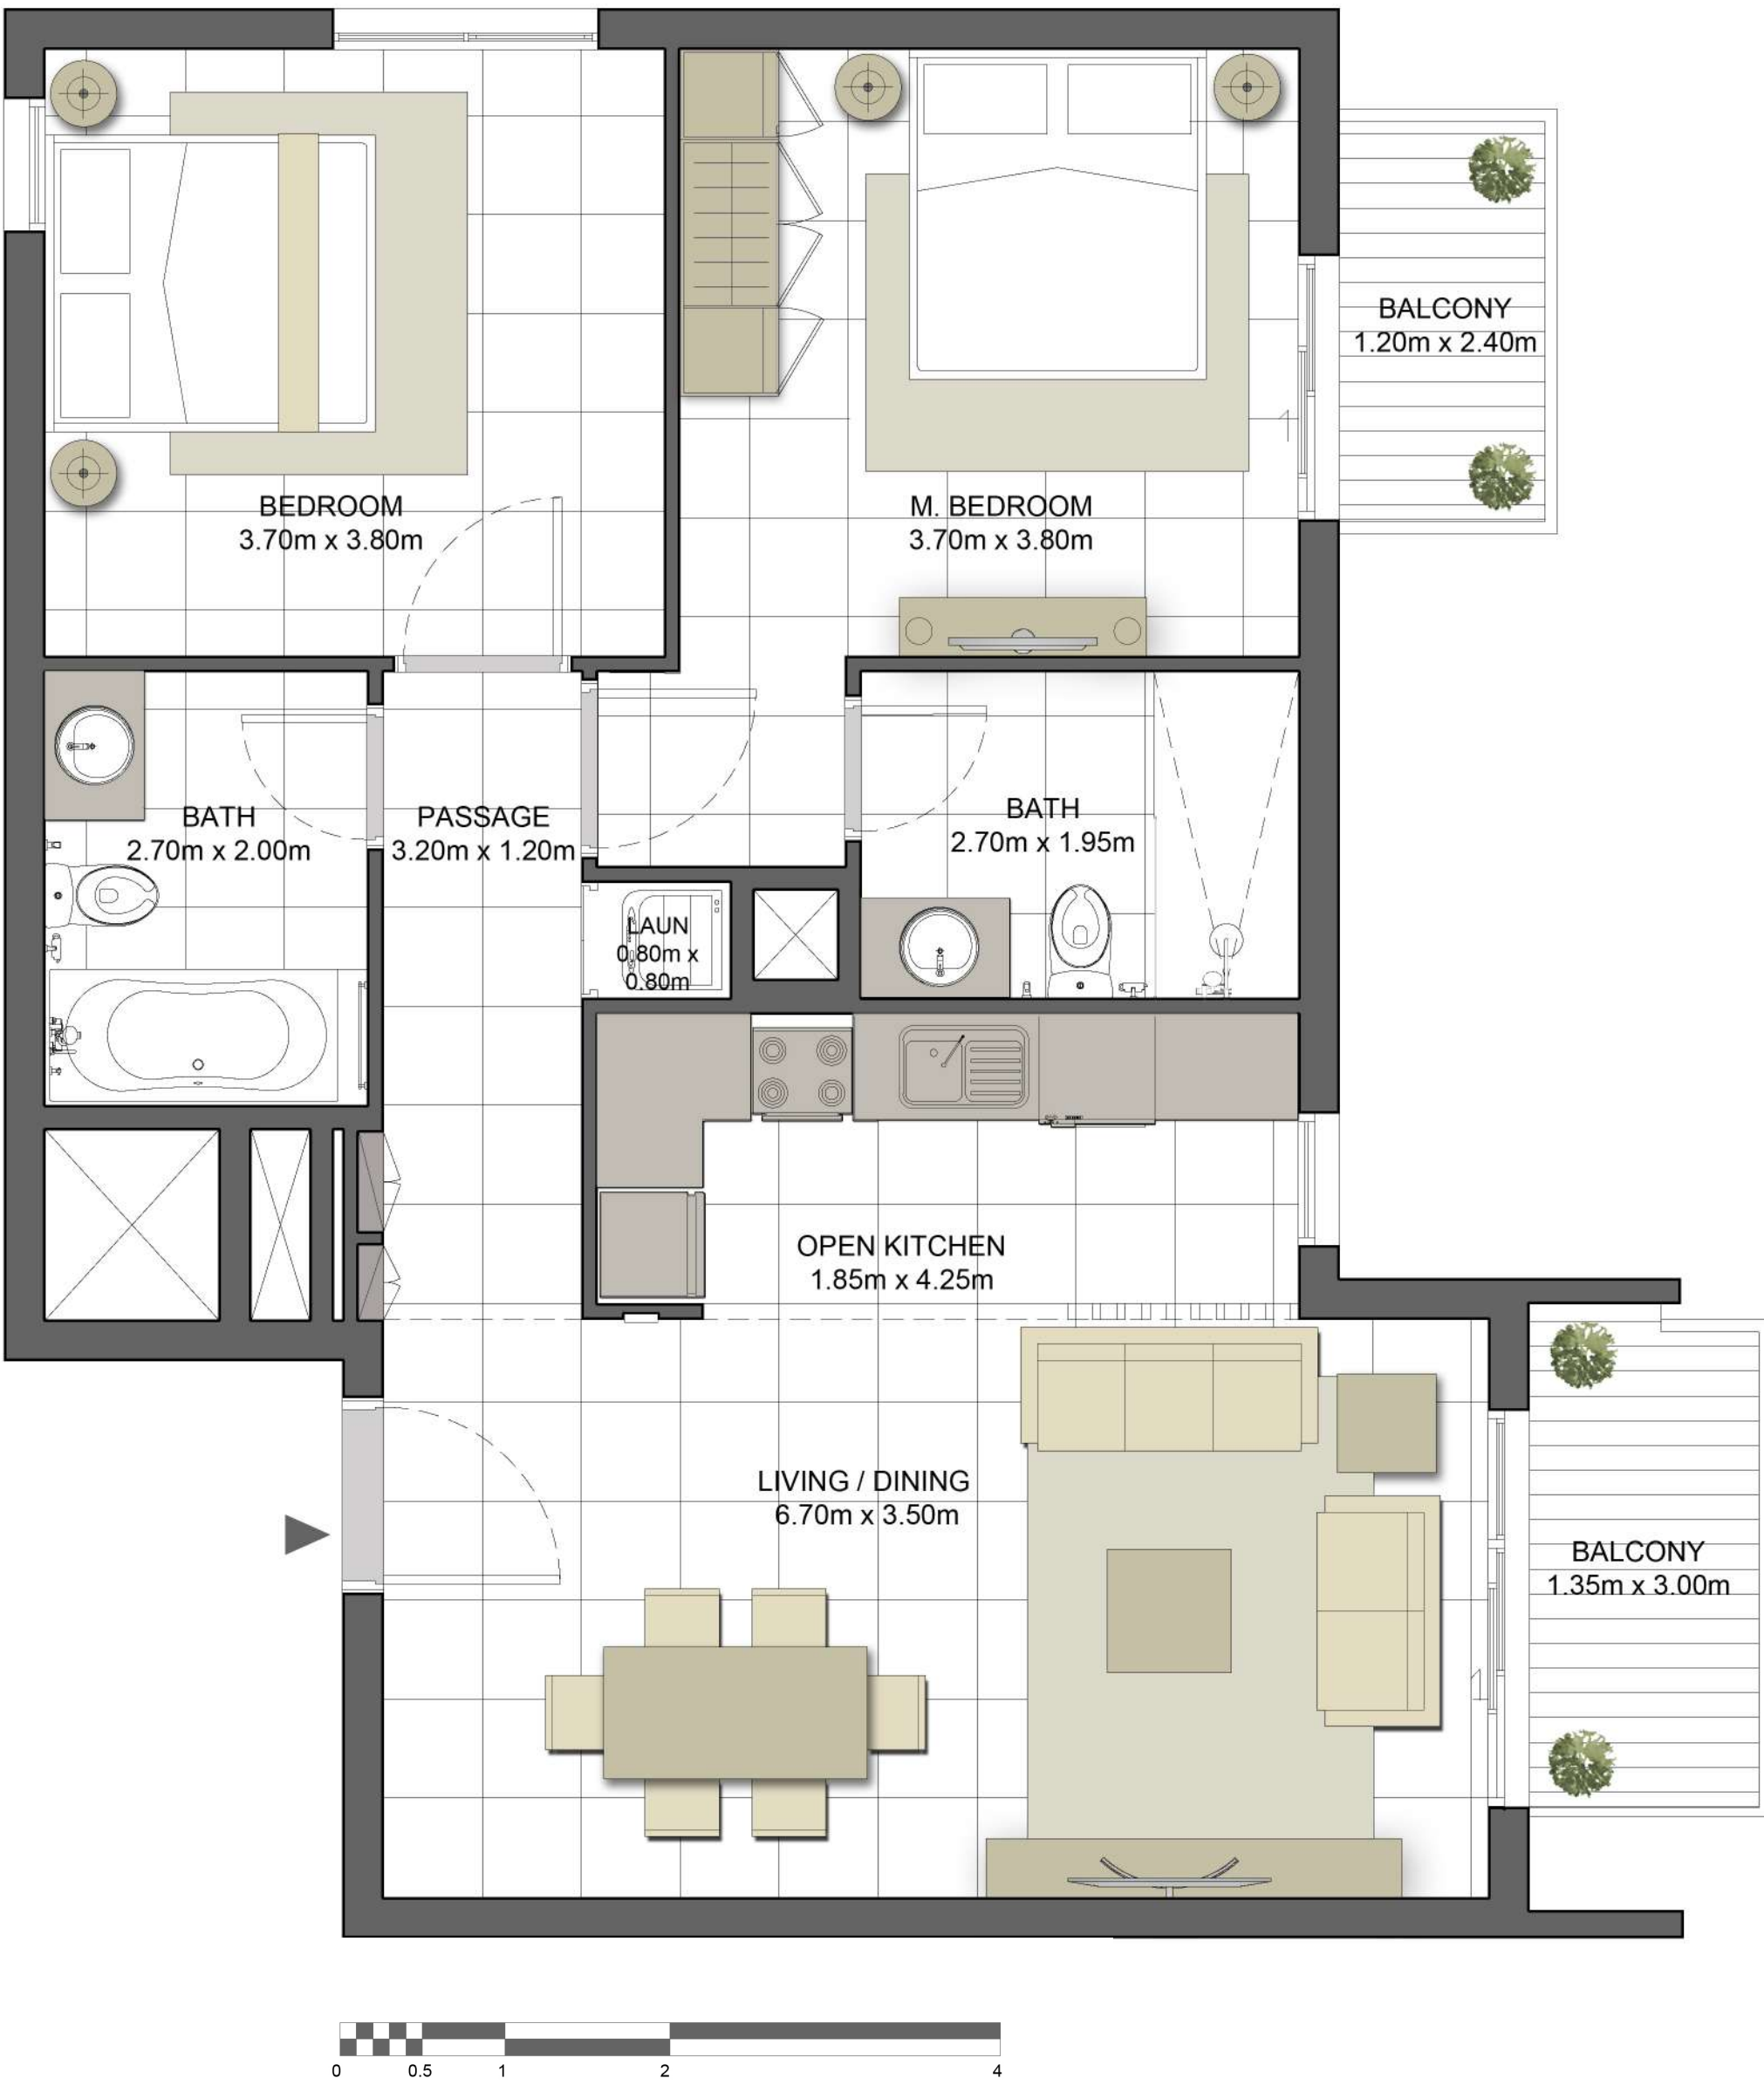 BALCONY
1.20m x 2.40m
BEDROOM
3.70m x 3.80m
M. BEDROOM
3.70m x 3.80m
BATH
2.70m x 2.00m
PASSAGE
3.20m x 1.20m
BATH
2.70m x 1.95m
LAUN
0.80m x
0.80m
OPEN KITCHEN
1.85m x 4.25m
LIVING / DINING
6.70m x 3.50m
BALCONY
1.35m x 3.00m
0 0.5 1 2 4